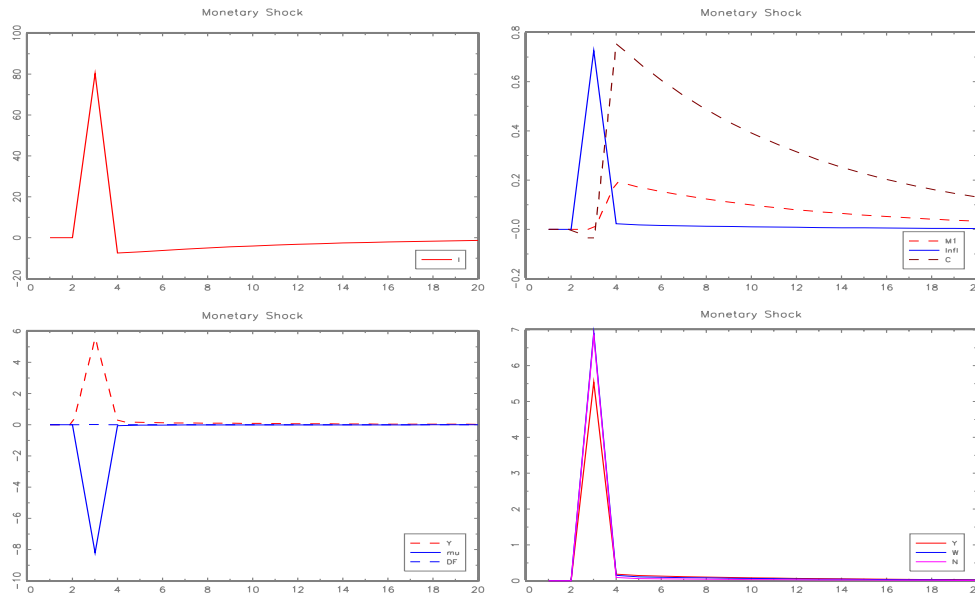 Monetary Shock
100
80
60
40
20
0
−20
0 2 4 6 8 10 12 14 16 18 20
I
Monetary Shock
0.8
0.6
0.4
0.2
−0.0
−0.2
0 2 4 6 8 10 12 14 16 18 20
M1
Infl
C
Monetary Shock
6
4
2
0
−2
−4
−6
−8
−10
0 2 4 6 8 10 12 14 16 18 20
Y
mu
DF
Monetary Shock
7
6
5
4
3
2
1
0
0 2 4 6 8 10 12 14 16 18 20
Y
W
N